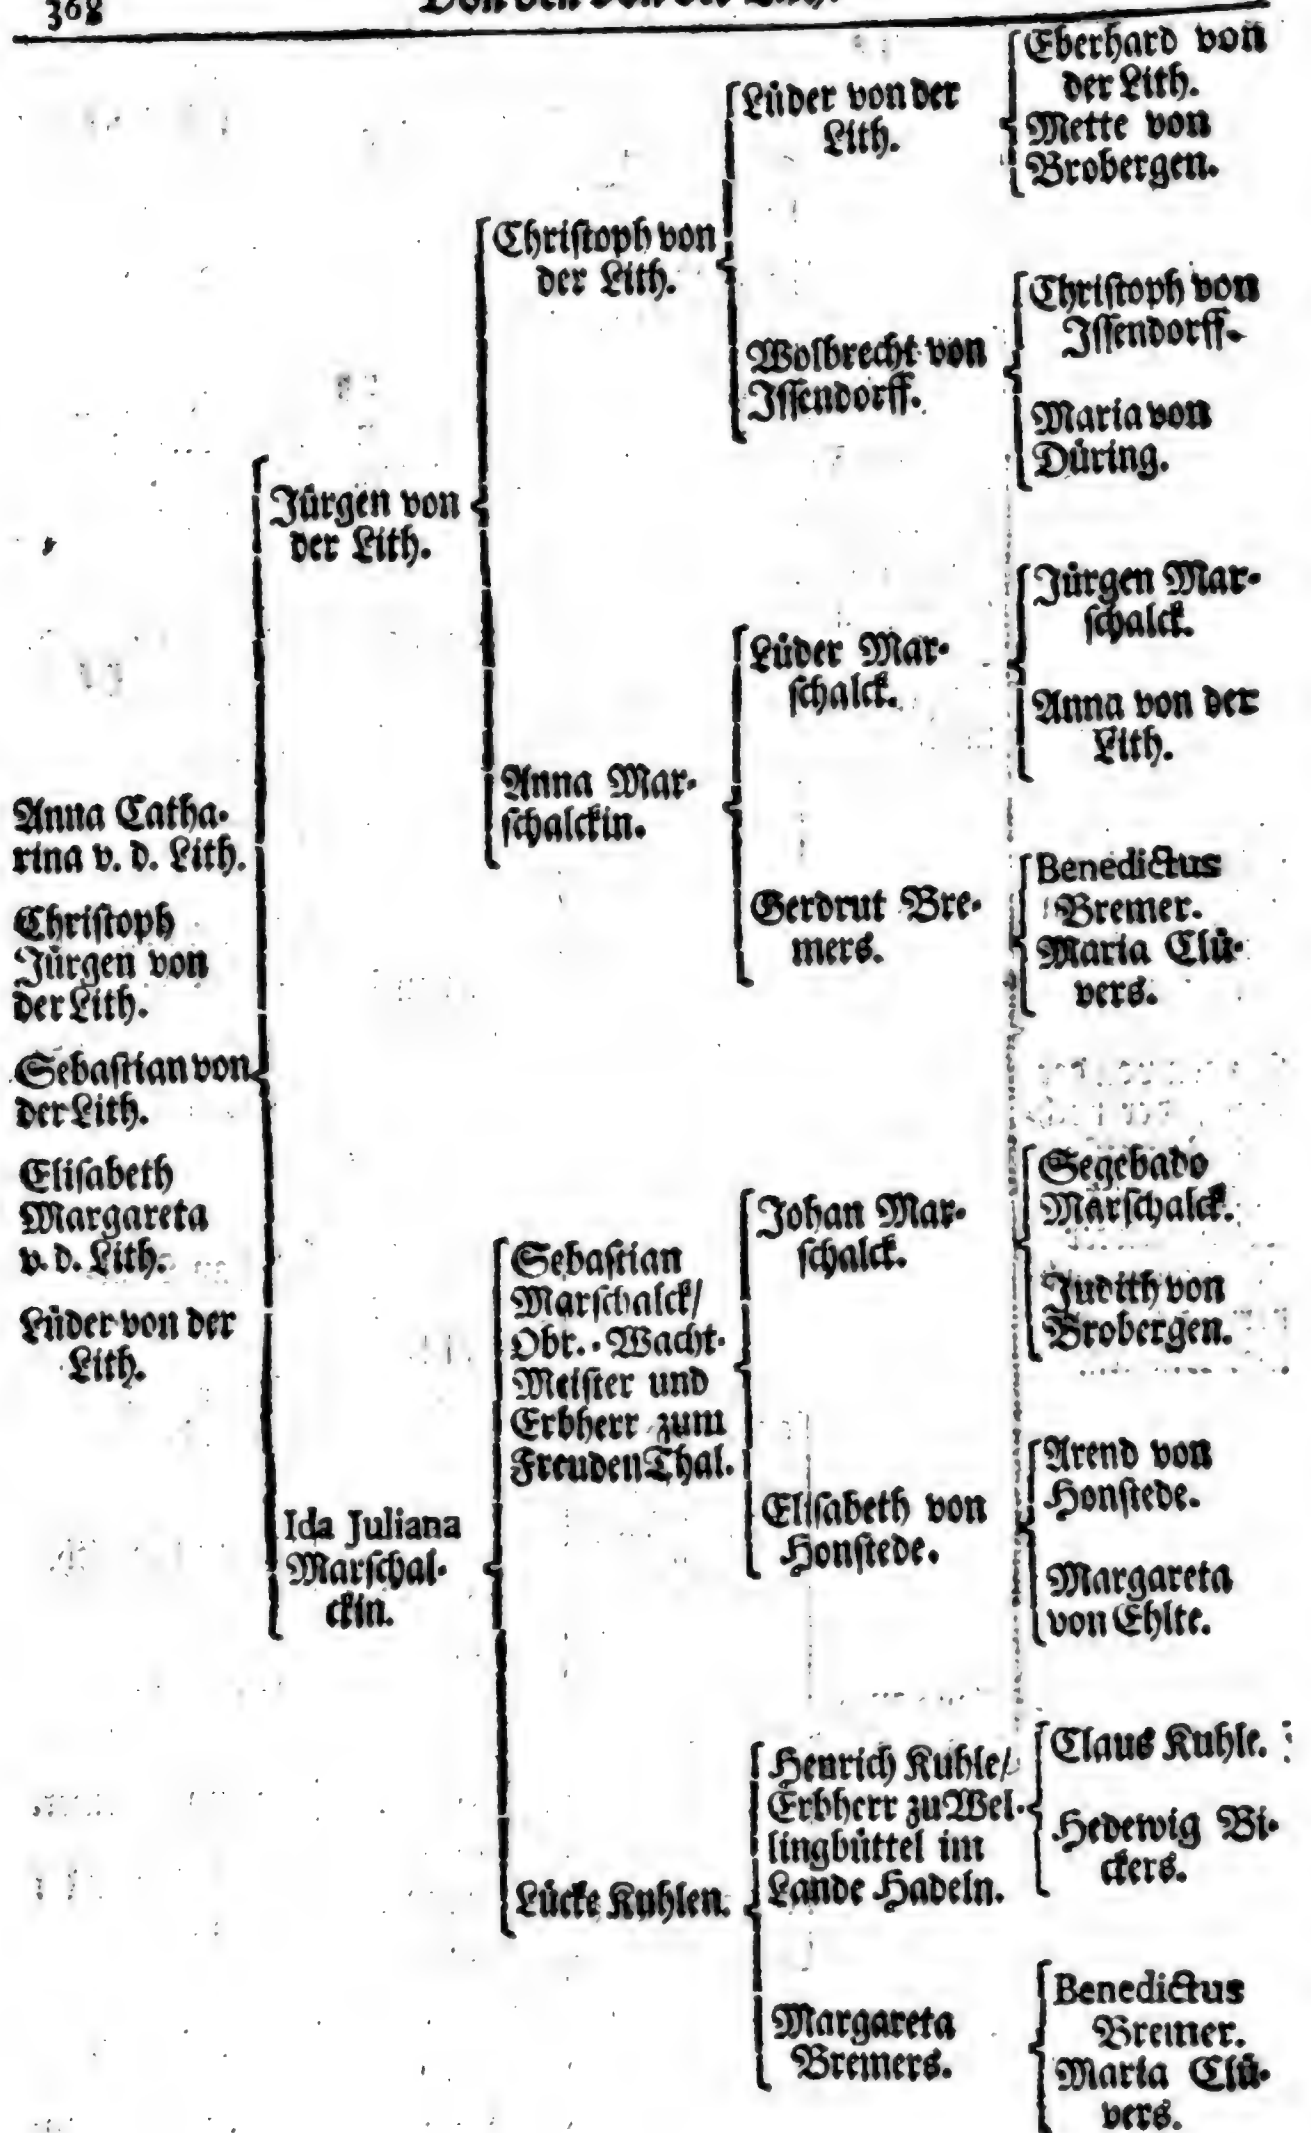 368
Von den von der Lith.
Anna Catha-
rina v. d. Lith.
Christoph
Jürgen von
der Lith.
Sebastian von
der Lith.
Elisabeth
Margareta
v. d. Lith.
Lüder von der
Lith.
Jürgen von
der Lith.
Ida Juliana
Marschal-
ckin.
Christoph von
der Lith.
Anna Mar-
schalckin.
Sebastian
Marschalck/
Obr.-Wacht-
Meister und
Erbherr zum
FreudenThal.
Lücke Kuhlen.
Lüder von der
Lith.
Wolbrecht von
Issendorff.
Lüder Mar-
schalck.
Gerdrut Bre-
mers.
Johan Mar-
schalck.
Elisabeth von
Honstede.
Henrich Kuhle/
Erbherr zu Wel-
lingbüttel im
Lande Hadeln.
Margareta
Bremers.
Eberhard von
der Lith.
Mette von
Brobergen.
Christoph von
Issendorff.
Maria von
Düring.
Jürgen Mar-
schalck.
Anna von der
Lith.
Benedictus
Bremer.
Maria Clü-
vers.
Segebado
Marschalck.
Judith von
Brobergen.
Arend von
Honstede.
Margareta
von Ehlte.
Claus Kuhle.
Hedewig Bi-
ckers.
Benedictus
Bremer.
Maria Clü-
vers.